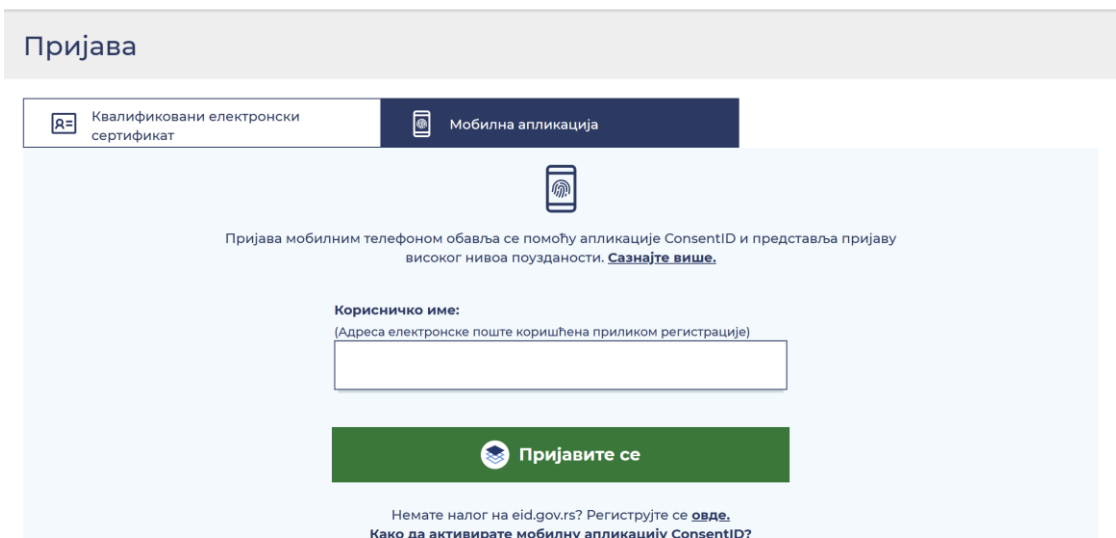 Пријава
Квалификовани електронски
сертификат
Мобилна апликација
Пријава мобилним телефоном обавља се помоћу апликације ConsentID и представља пријаву
високог нивоа поузданости. Сазнајте више.
Корисничко име:
(Адреса електронске поште коришћена приликом регистрације)
Пријавите се
Немате налог на eid.gov.rs? Региструјте се овде.
Како да активирате мобилну апликацију ConsentID?